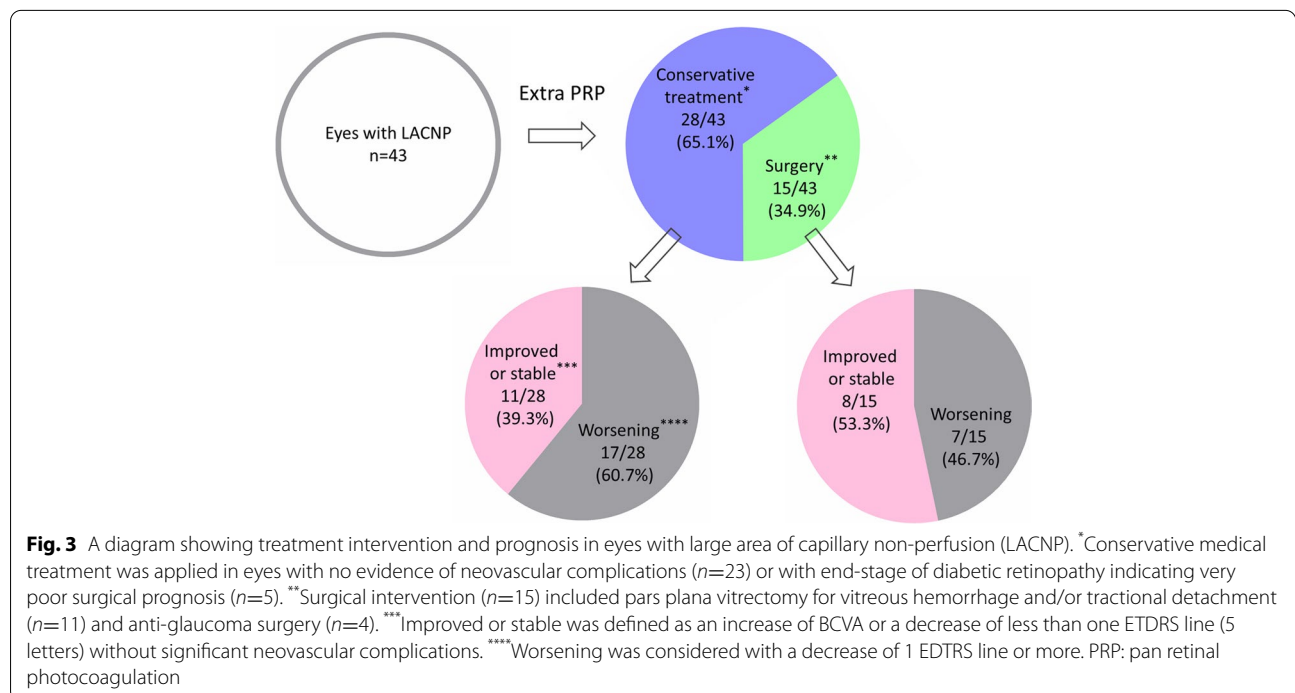 Eyes with LACNP
n=43
Extra PRP
Conservative
treatment*
28/43
(65.1%)
Surgery**
15/43
(34.9%)
Improved
or stable***
11/28
(39.3%)
Worsening****
17/28
(60.7%)
Improved
or stable
8/15
(53.3%)
Worsening
7/15
(46.7%)
Fig. 3 A diagram showing treatment intervention and prognosis in eyes with large area of capillary non-perfusion (LACNP). *Conservative medical
treatment was applied in eyes with no evidence of neovascular complications (n=23) or with end-stage of diabetic retinopathy indicating very
poor surgical prognosis (n=5). **Surgical intervention (n=15) included pars plana vitrectomy for vitreous hemorrhage and/or tractional detachment
(n=11) and anti-glaucoma surgery (n=4). ***Improved or stable was defined as an increase of BCVA or a decrease of less than one ETDRS line (5
letters) without significant neovascular complications. ****Worsening was considered with a decrease of 1 EDTRS line or more. PRP: pan retinal
photocoagulation